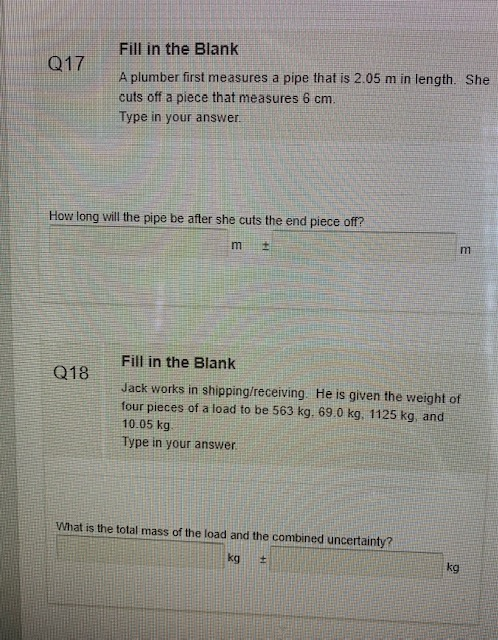 Q17
Fill in the Blank
A plumber first measures a pipe that is 2.05 m in length. She
cuts off a piece that measures 6 cm.
Type in your answer.
How long will the pipe be after she cuts the end piece off?
m ± m
Q18
Fill in the Blank
Jack works in shipping/receiving. He is given the weight of
four pieces of a load to be 563 kg, 69.0 kg, 1125 kg, and
10.05 kg.
Type in your answer.
What is the total mass of the load and the combined uncertainty?
kg ± kg